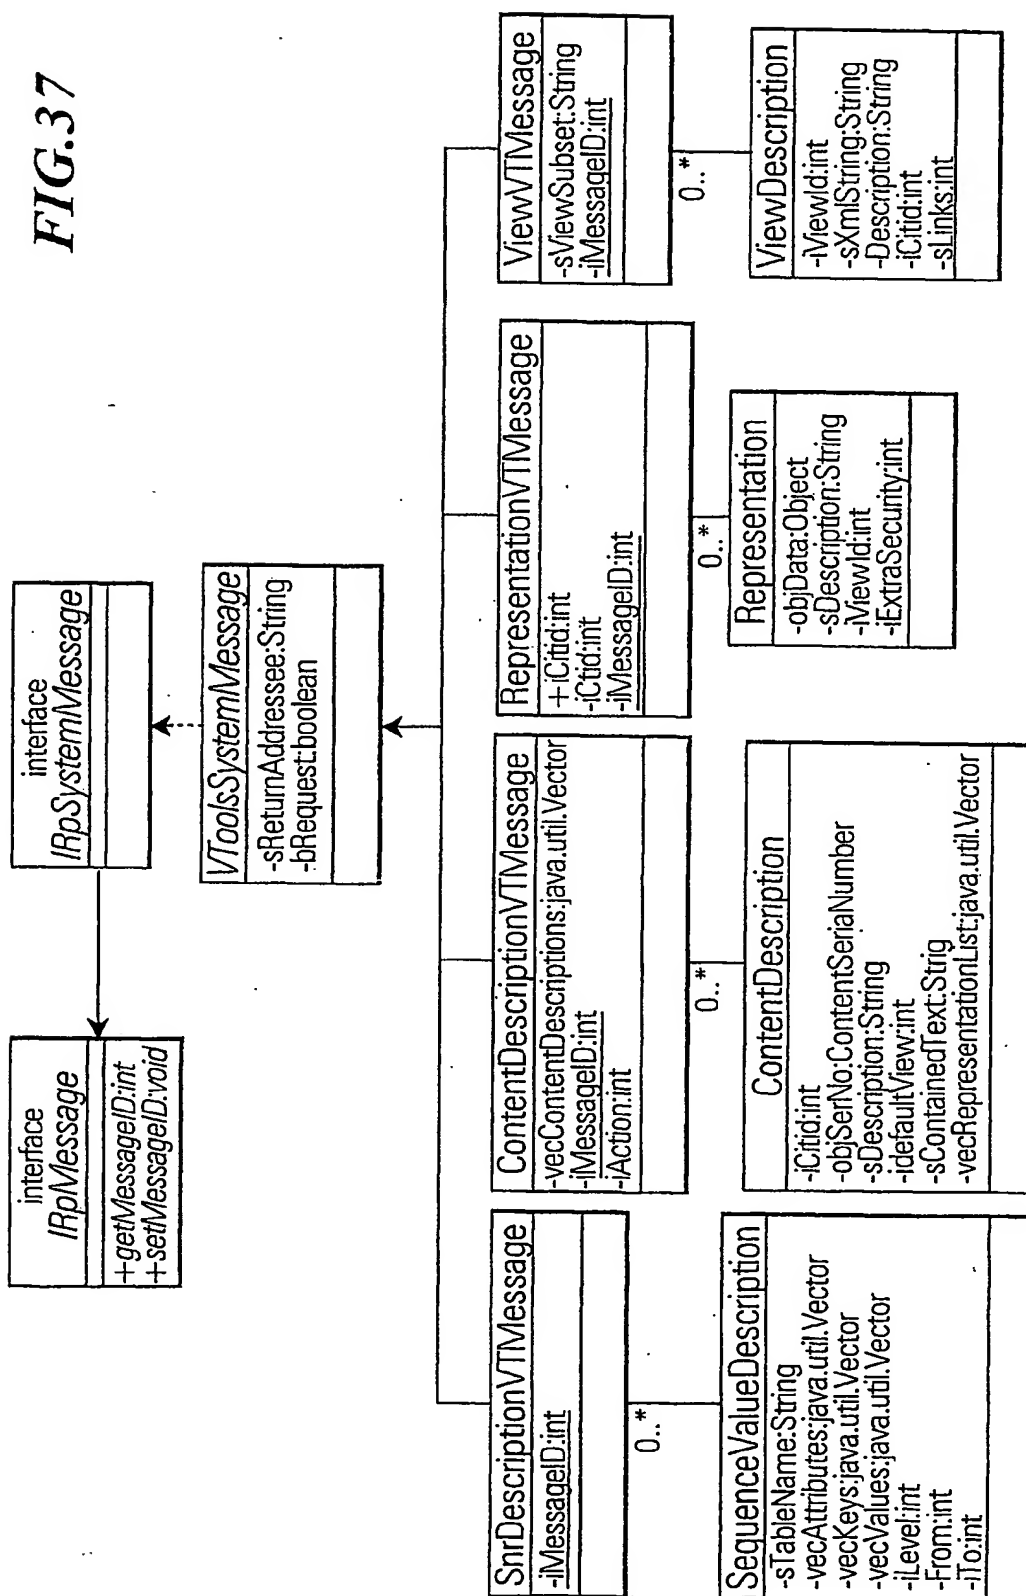 FIG.37
interface
IRpMessage
+getMessageID:int
+setMessageID:void
interface
IRpSystemMessage
VToolsSystemMessage
-sReturnAddressee:String
-bRequest:boolean
SnrDescriptionVTMessage
-iMessageID:int
0..*
SequenceValueDescription
-sTableName:String
-vecAttributes:java.util.Vector
-vecKeys:java.util.Vector
-vecValues:java.util.Vector
-iLevel:int
-From:int
-iTo:int
ContentDescriptionVTMessage
-vecContentDescriptions:java.util.Vector
-iMessageID:int
-iAction:int
0..*
ContentDescription
-iCitid:int
-objSerNo:ContentSeriaNumber
-sDescription:String
-idefaultView:int
-sContainedText:Strig
-vecRepresentationList:java.util.Vector
RepresentationVTMessage
+iCitid:int
-iCtid:int
-iMessageID:int
0..*
Representation
-objData:Object
-sDescription:String
-iViewId:int
-iExtraSecurity:int
ViewVTMessage
-sViewSubset:String
-iMessageID:int
0..*
ViewDescription
-iViewId:int
-sXmlString:String
-Description:String
-iCitid:int
-sLinks:int